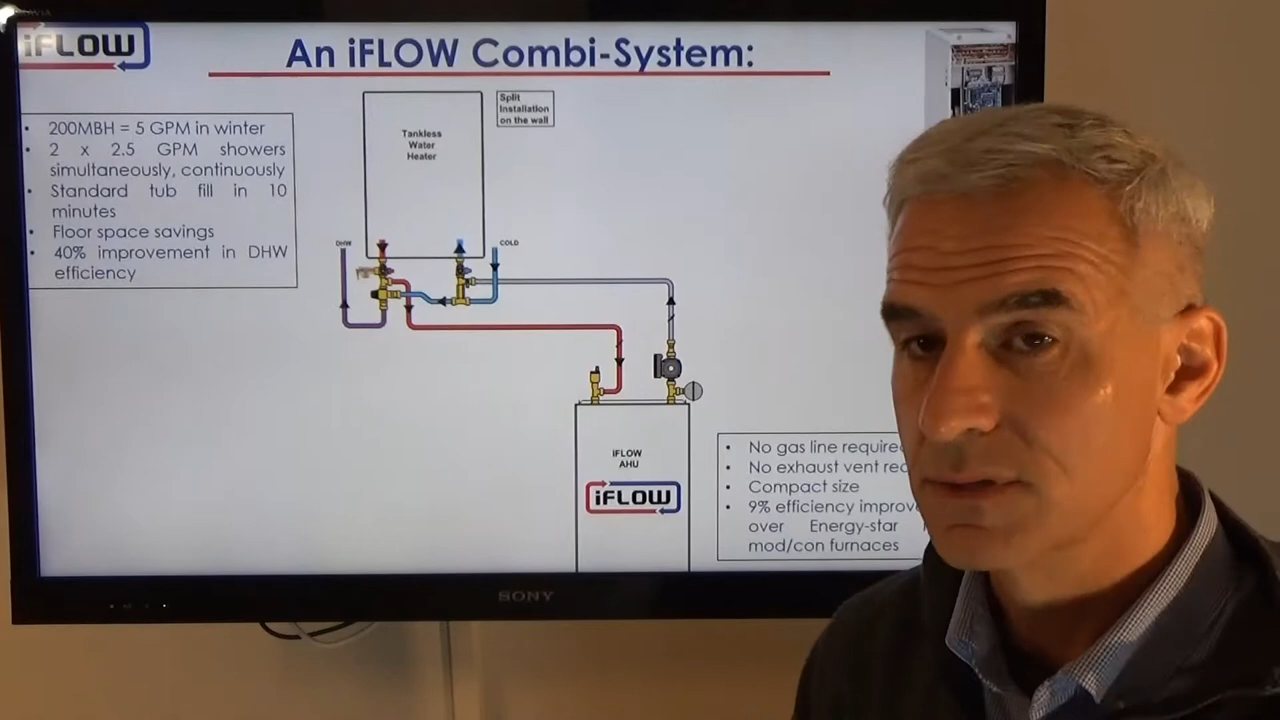 iFLOW
An iFLOW Combi-System:
• 200MBH = 5 GPM in winter
• 2 x 2.5 GPM showers
simultaneously, continuously
• Standard tub fill in 10
minutes
• Floor space savings
• 40% improvement in DHW
efficiency
Tankless
Water
Heater
Split
Installation
on the wall
DHW
COLD
iFLOW
AHU
iFLOW
• No gas line require
• No exhaust vent req
• Compact size
• 9% efficiency improv
over Energy-star
mod/con furnaces
SONY